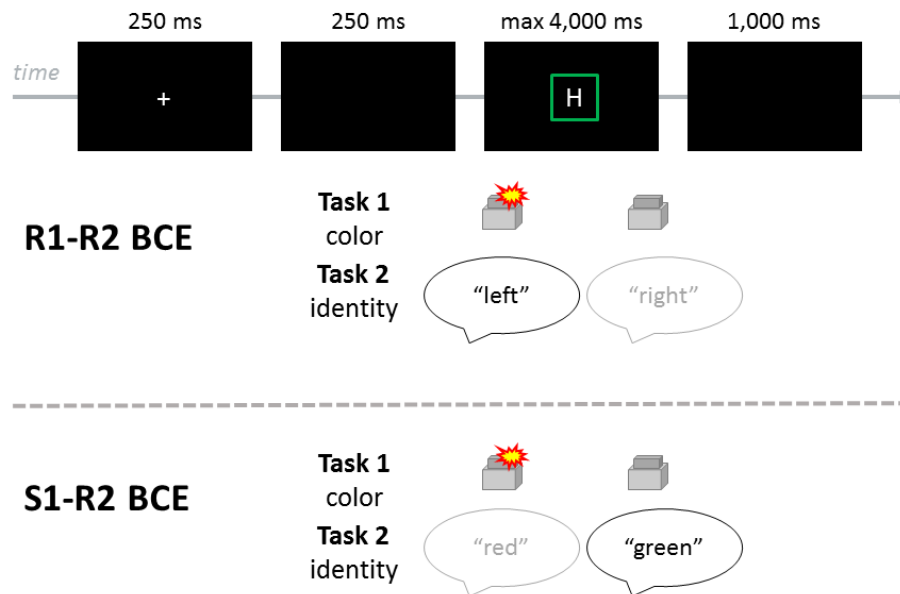 250 ms 250 ms max 4,000 ms 1,000 ms
time
+ H
Task 1
color
R1-R2 BCE
Task 2
identity
“left” “right”
Task 1
color
S1-R2 BCE
Task 2
identity
“red” “green”